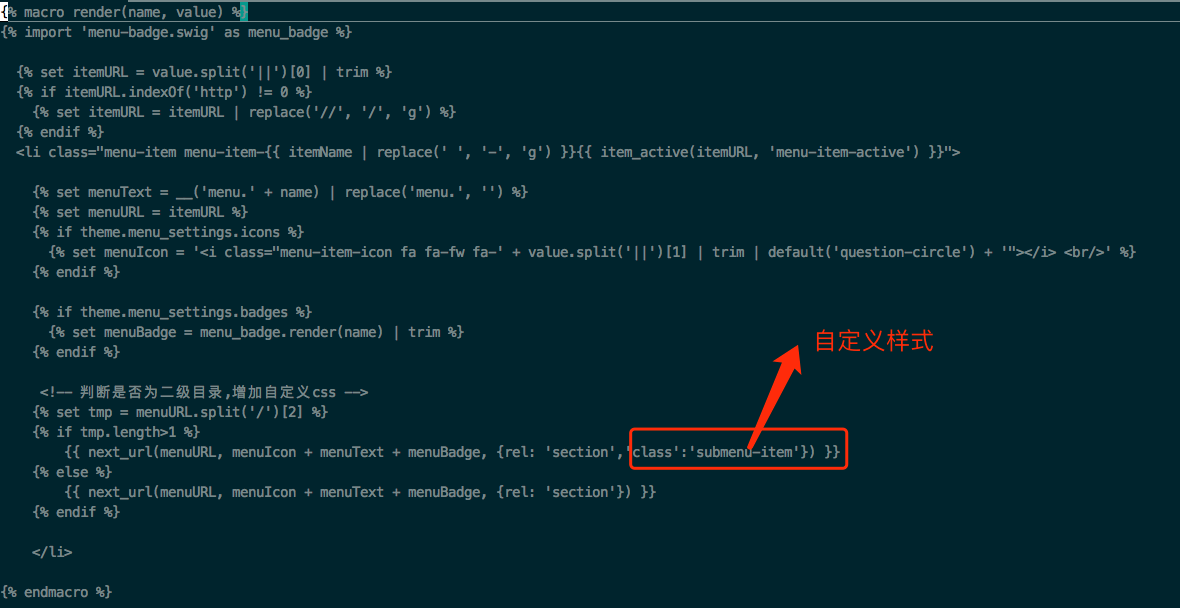 {% macro render(name, value) %}
{% import 'menu-badge.swig' as menu_badge %}
{% set itemURL = value.split('||')[0] | trim %}
{% if itemURL.indexOf('http') != 0 %}
{% set itemURL = itemURL | replace('//', '/', 'g') %}
{% endif %}
<li class="menu-item menu-item-{{ itemName | replace(' ', '-', 'g') }}{{ item_active(itemURL, 'menu-item-active') }}">
{% set menuText = __('menu.' + name) | replace('menu.', '') %}
{% set menuURL = itemURL %}
{% if theme.menu_settings.icons %}
{% set menuIcon = '<i class="menu-item-icon fa fa-fw fa-' + value.split('||')[1] | trim | default('question-circle') + '"></i> <br/>' %}
{% endif %}
{% if theme.menu_settings.badges %}
{% set menuBadge = menu_badge.render(name) | trim %}
{% endif %}
自定义样式
<!-- 判断是否为二级目录,增加自定义css -->
{% set tmp = menuURL.split('/')[2] %}
{% if tmp.length>1 %}
{{ next_url(menuURL, menuIcon + menuText + menuBadge, {rel: 'section','class':'submenu-item'}) }}
{% else %}
{{ next_url(menuURL, menuIcon + menuText + menuBadge, {rel: 'section'}) }}
{% endif %}
</li>
{% endmacro %}